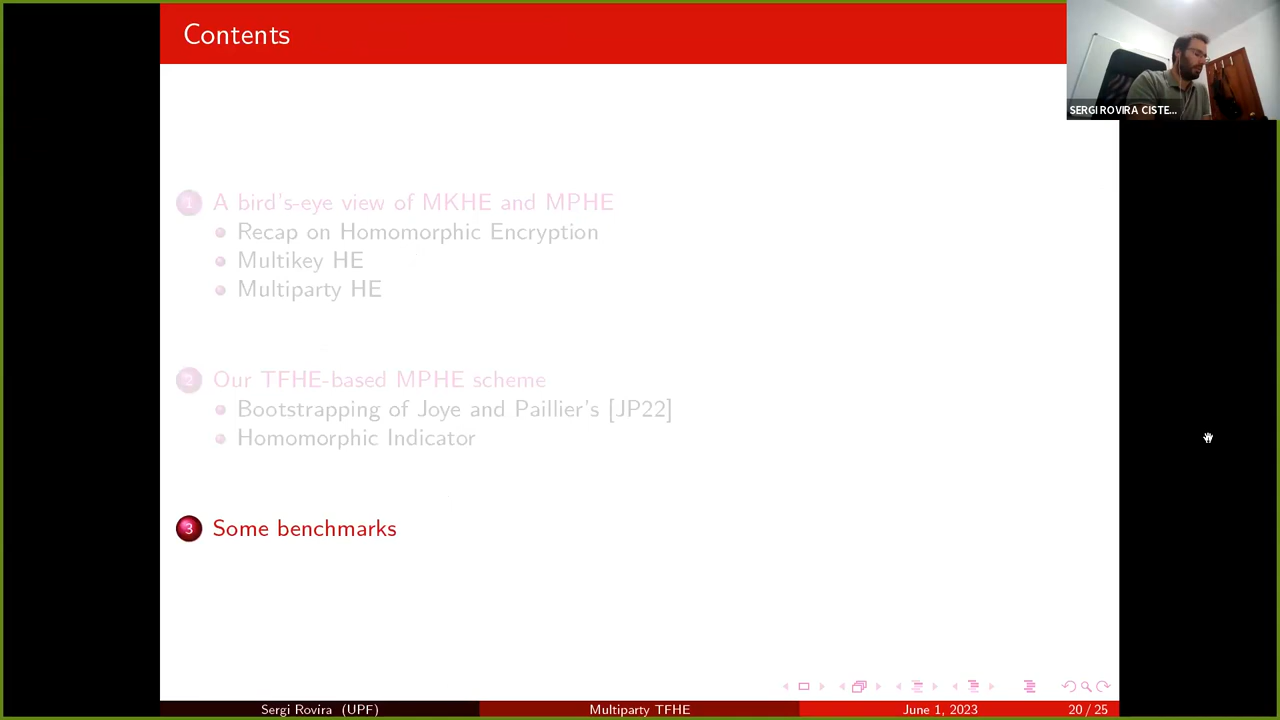 Contents
SERGI ROVIRA CISTE...
1 A bird's-eye view of MKHE and MPHE
Recap on Homomorphic Encryption
Multikey HE
Multiparty HE
2 Our TFHE-based MPHE scheme
Bootstrapping of Joye and Paillier's [JP22]
Homomorphic Indicator
3 Some benchmarks
Sergi Rovira (UPF) Multiparty TFHE June 1, 2023 20 / 25